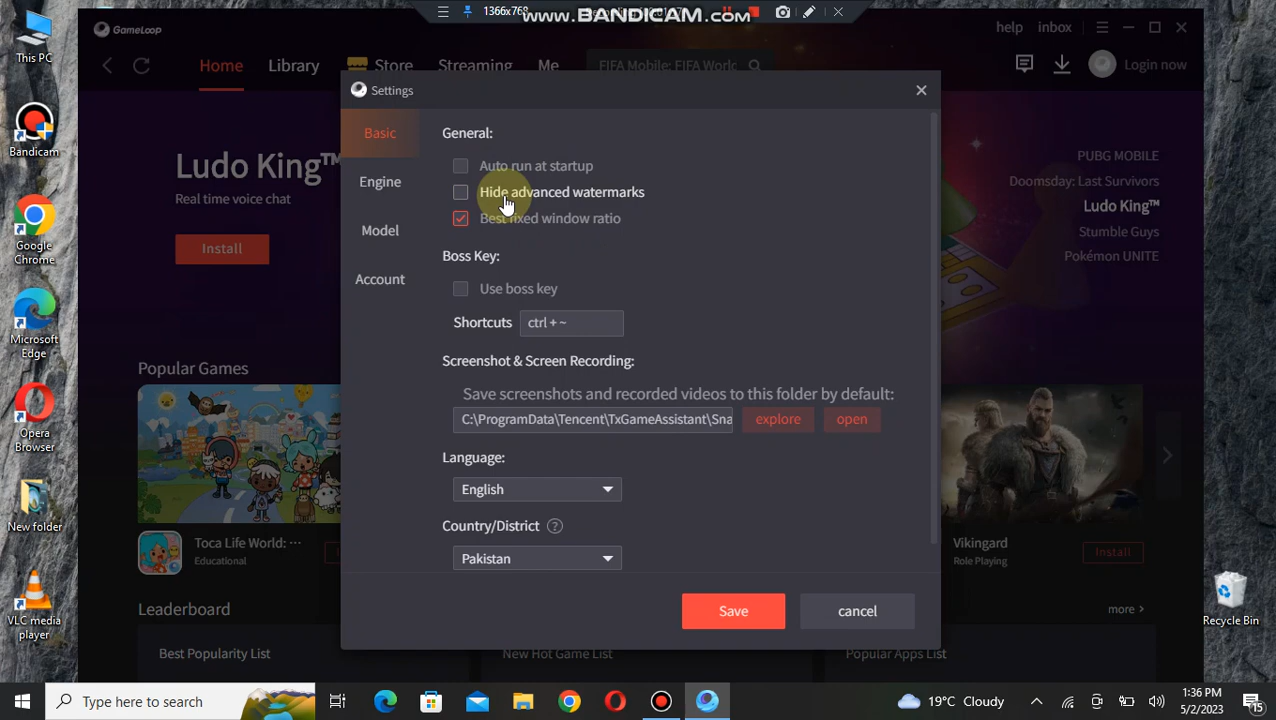 1366x768
www.BANDICAM.com
This PC
GameLoop
help inbox
Home Library Store Streaming Me
FIFA Mobile: FIFA Worlc
Login now
Settings
Basic
Engine
Model
Account
General:
Auto run at startup
Hide advanced watermarks
Best fixed window ratio
Boss Key:
Use boss key
Shortcuts ctrl + ~
Screenshot & Screen Recording:
Save screenshots and recorded videos to this folder by default:
C:\ProgramData\Tencent\TxGameAssistant\Sna explore open
Language:
English
Country/District ?
Pakistan
Save cancel
Ludo King™
Real time voice chat
Install
PUBG MOBILE
Doomsday: Last Survivors
Ludo King™
Stumble Guys
Pokémon UNITE
Popular Games
Toca Life World: ···
Educational
Vikingard
Role Playing
Install
Leaderboard
more >
Best Popularity List
New Hot Game List
Popular Apps List
Bandicam
Google
Chrome
Microsoft
Edge
Opera
Browser
New folder
VLC media
player
Recycle Bin
Type here to search
19°C Cloudy
1:36 PM
5/2/2023
15